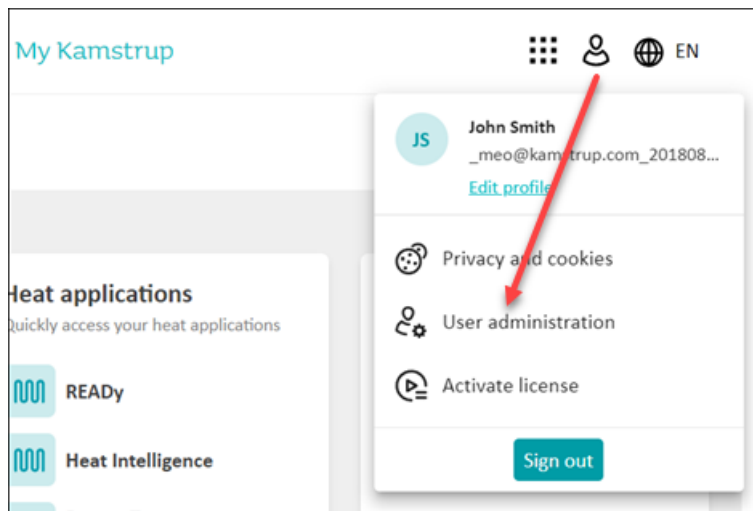 My Kamstrup
EN
JS
John Smith
_meo@kamstrup.com_201808...
Edit profile
Privacy and cookies
User administration
Activate license
Sign out
Heat applications
Quickly access your heat applications
READy
Heat Intelligence